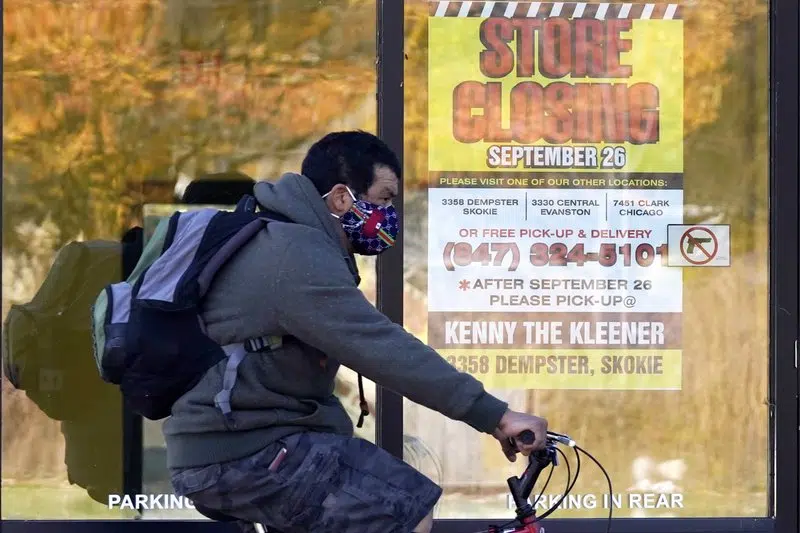 STORE
CLOSING
SEPTEMBER 26
PLEASE VISIT ONE OF OUR OTHER LOCATIONS:
3358 DEMPSTER
SKOKIE
3330 CENTRAL
EVANSTON
7451 CLARK
CHICAGO
OR FREE PICK-UP & DELIVERY
(847) 324-5101
*AFTER SEPTEMBER 26
PLEASE PICK-UP@
KENNY THE KLEENER
3358 DEMPSTER, SKOKIE
PARKING
PARKING IN REAR